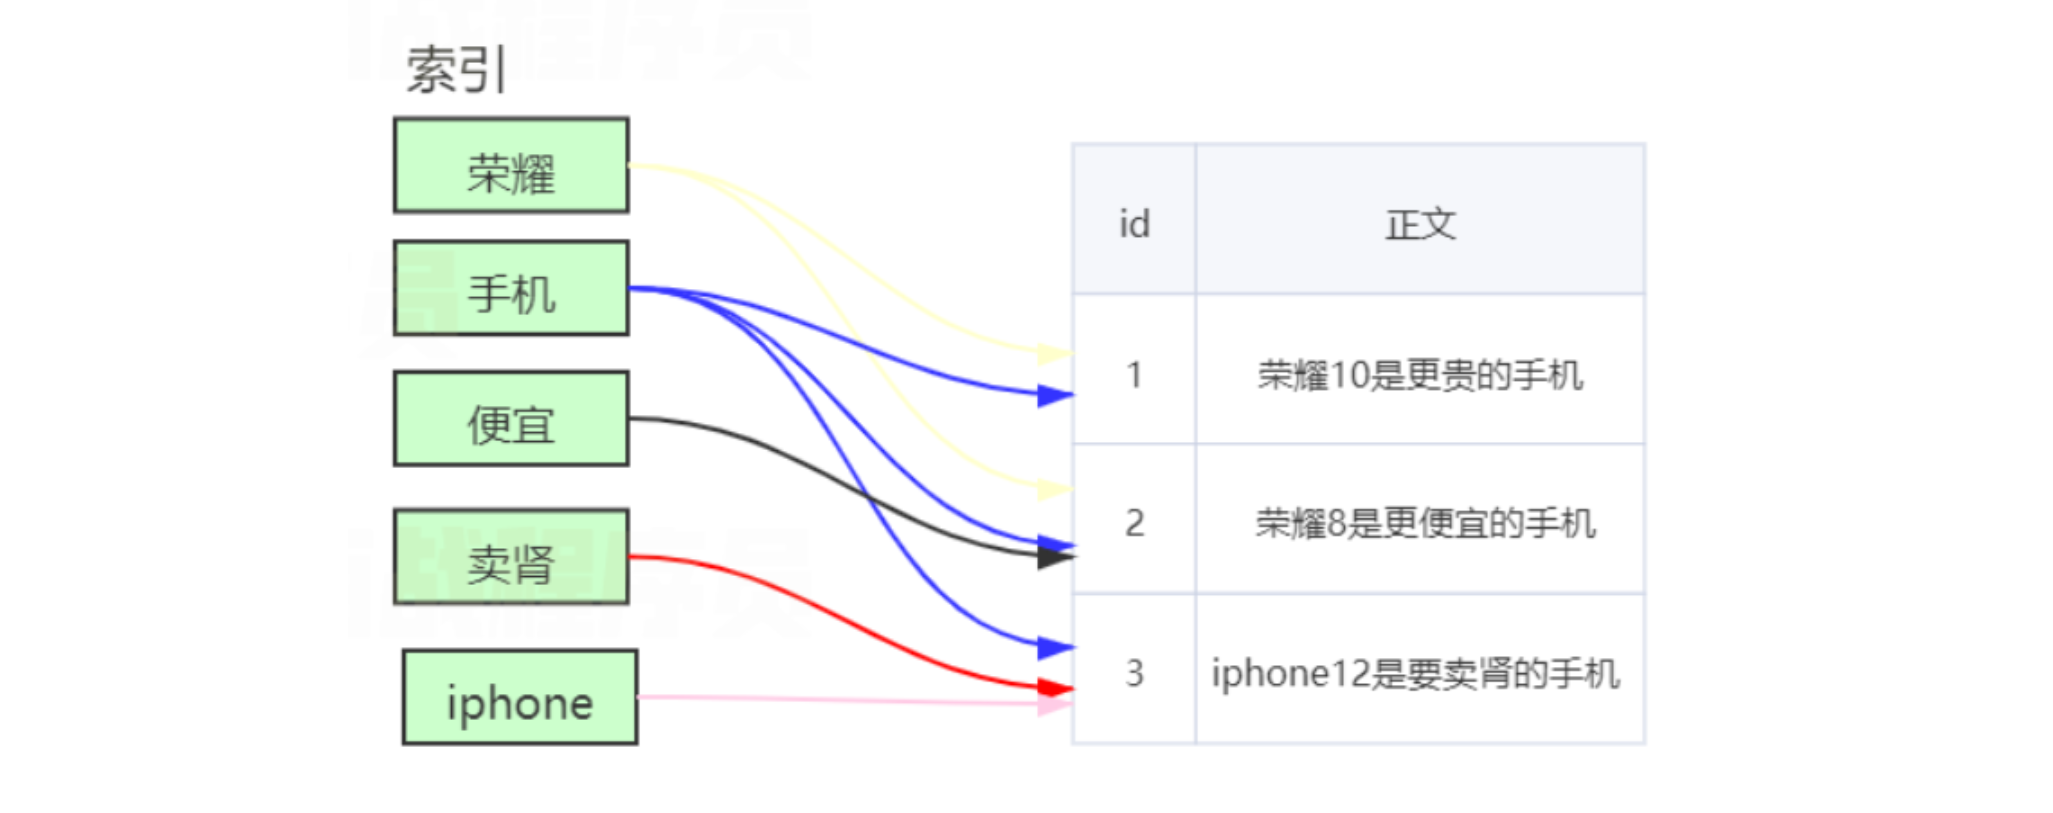 索引
荣耀
手机
便宜
卖肾
iphone
id 正文
1 荣耀10是更贵的手机
2 荣耀8是更便宜的手机
3 iphone12是要卖肾的手机